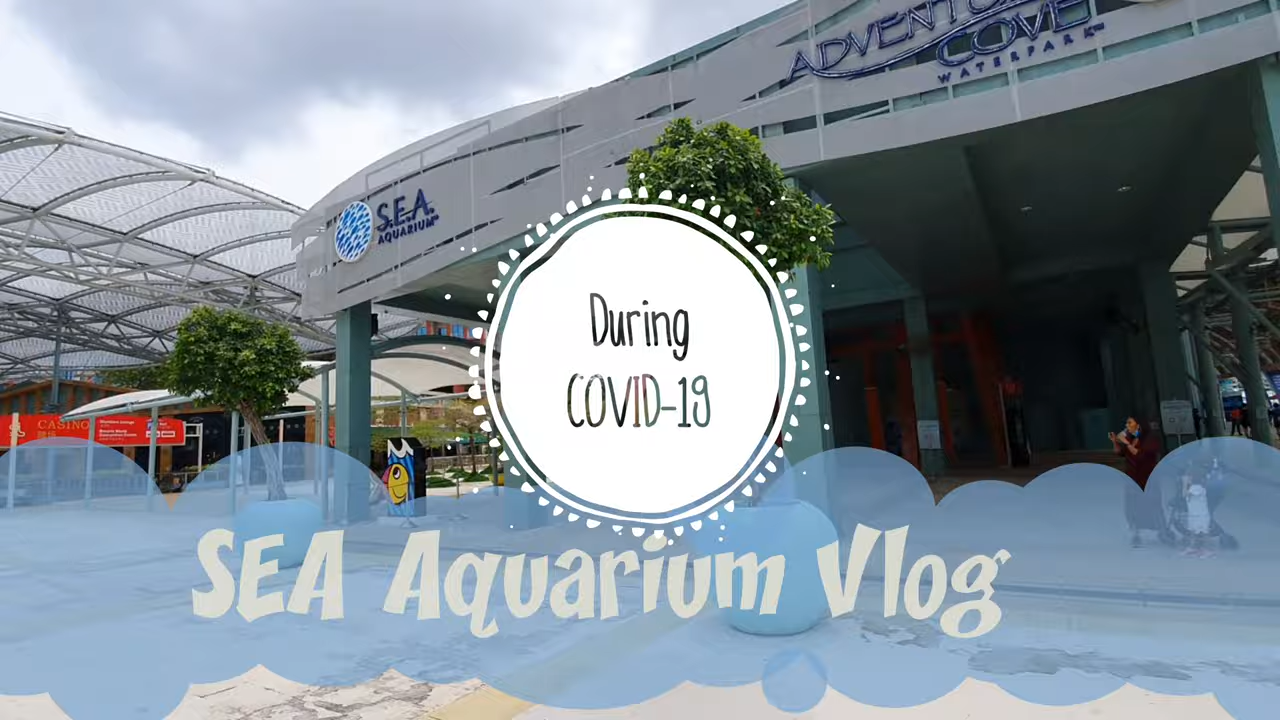 ADVENTURE
COVE
WATERPARK
S.E.A.
AQUARIUM
CASINO
During
COVID-19
SEA Aquarium Vlog